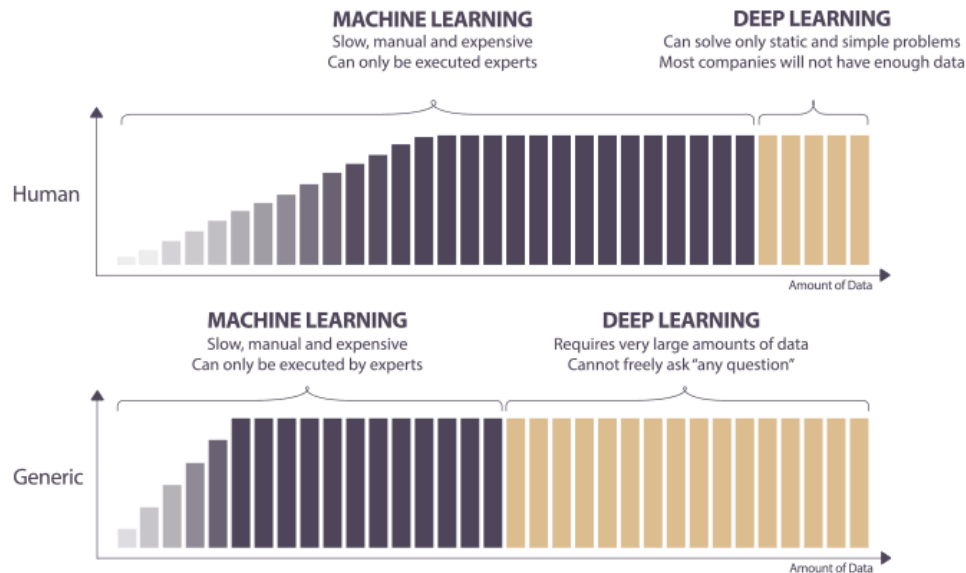 MACHINE LEARNING
Slow, manual and expensive
Can only be executed experts
DEEP LEARNING
Can solve only static and simple problems
Most companies will not have enough data
Human
Amount of Data
MACHINE LEARNING
Slow, manual and expensive
Can only be executed by experts
DEEP LEARNING
Requires very large amounts of data
Cannot freely ask “any question”
Generic
Amount of Data